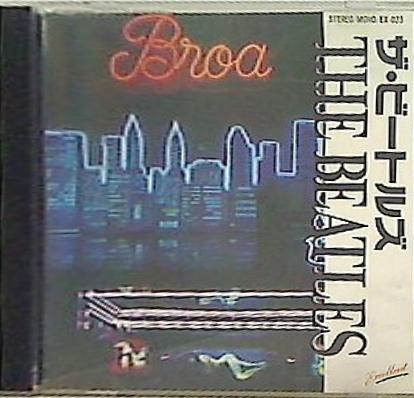 Broa
STEREO/MONO/EX-023
ザ・ビートルズ
THE BEATLES
Excellent